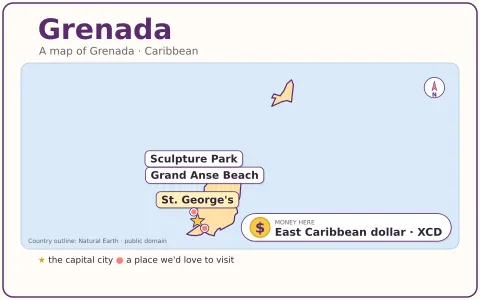 Grenada
A map of Grenada · Caribbean
N
Sculpture Park
Grand Anse Beach
St. George's
$
MONEY HERE
East Caribbean dollar · XCD
Country outline: Natural Earth · public domain
★ the capital city ● a place we'd love to visit